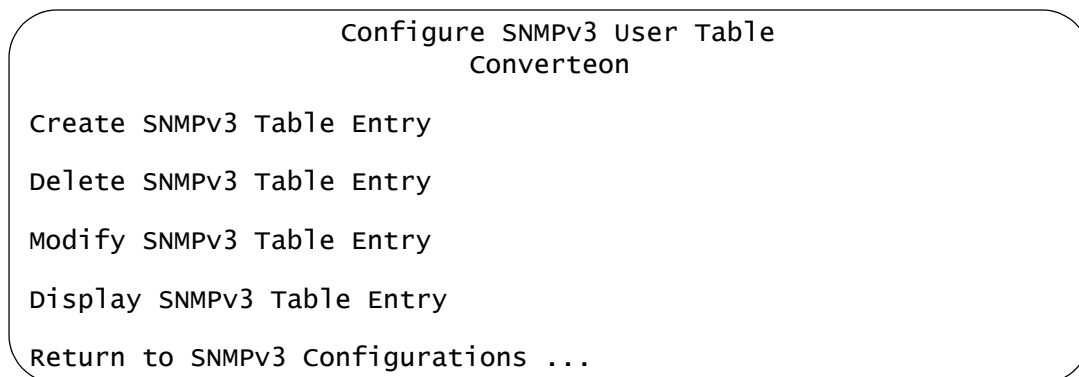 Configure SNMPv3 User Table
Converteon
Create SNMPv3 Table Entry
Delete SNMPv3 Table Entry
Modify SNMPv3 Table Entry
Display SNMPv3 Table Entry
Return to SNMPv3 Configurations ...